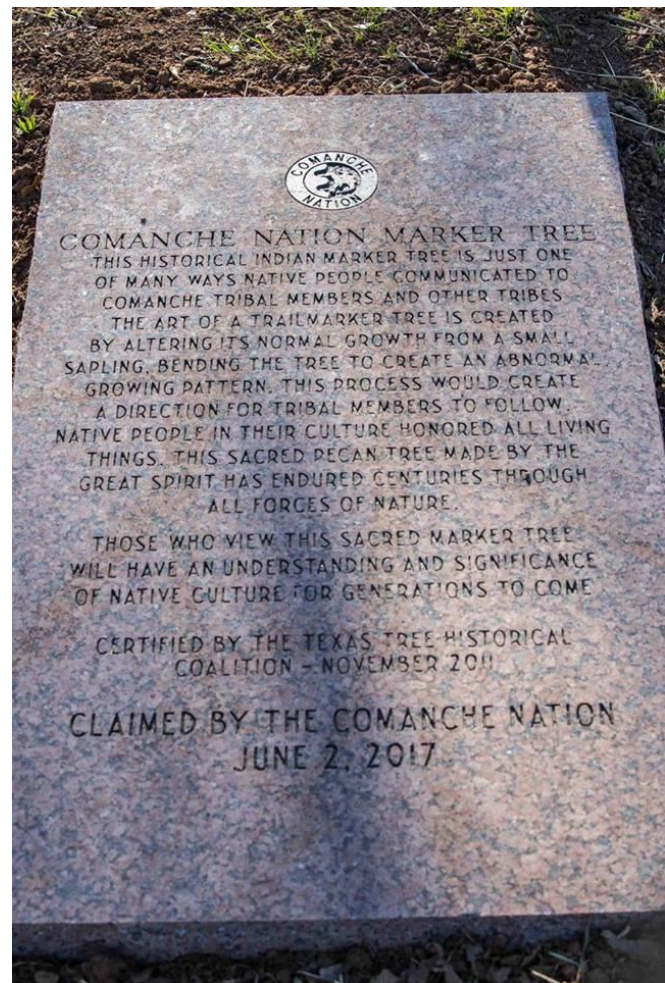 COMANCHE
NATION
COMANCHE NATION MARKER TREE
THIS HISTORICAL INDIAN MARKER TREE IS JUST ONE
OF MANY WAYS NATIVE PEOPLE COMMUNICATED TO
COMANCHE TRIBAL MEMBERS AND OTHER TRIBES
THE ART OF A TRAILMARKER TREE IS CREATED
BY ALTERING ITS NORMAL GROWTH FROM A SMALL
SAPLING, BENDING THE TREE TO CREATE AN ABNORMAL
GROWING PATTERN. THIS PROCESS WOULD CREATE
A DIRECTION FOR TRIBAL MEMBERS TO FOLLOW.
NATIVE PEOPLE IN THEIR CULTURE HONORED ALL LIVING
THINGS. THIS SACRED PECAN TREE MADE BY THE
GREAT SPIRIT HAS ENDURED CENTURIES THROUGH
ALL FORCES OF NATURE.
THOSE WHO VIEW THIS SACRED MARKER TREE
WILL HAVE AN UNDERSTANDING AND SIGNIFICANCE
OF NATIVE CULTURE FOR GENERATIONS TO COME
CERTIFIED BY THE TEXAS TREE HISTORICAL
COALITION - NOVEMBER 2011
CLAIMED BY THE COMANCHE NATION
JUNE 2, 2017